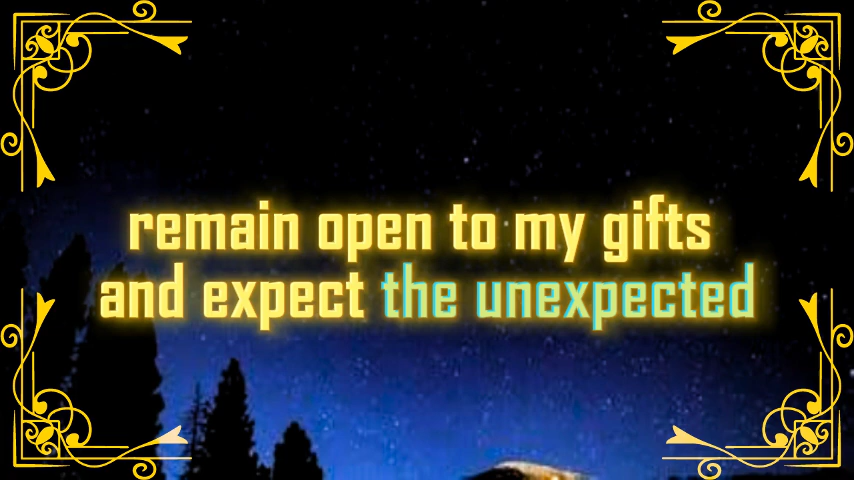 remain open to my gifts
and expect the unexpected